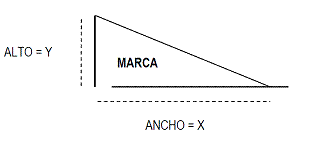 ALTO = Y
MARCA
ANCHO = X